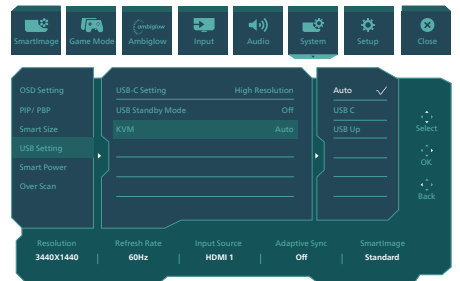 SmartImage
Game Mode
ambiglow
Ambiglow
Input
Audio
System
Setup
Close
OSD Setting
PIP/ PBP
Smart Size
USB Setting
Smart Power
Over Scan
USB-C Setting High Resolution
USB Standby Mode Off
KVM Auto
Auto
USB C
USB Up
Select
OK
Back
Resolution Refresh Rate Input Source Adaptive Sync SmartImage
3440X1440 | 60Hz | HDMI 1 | Off | Standard